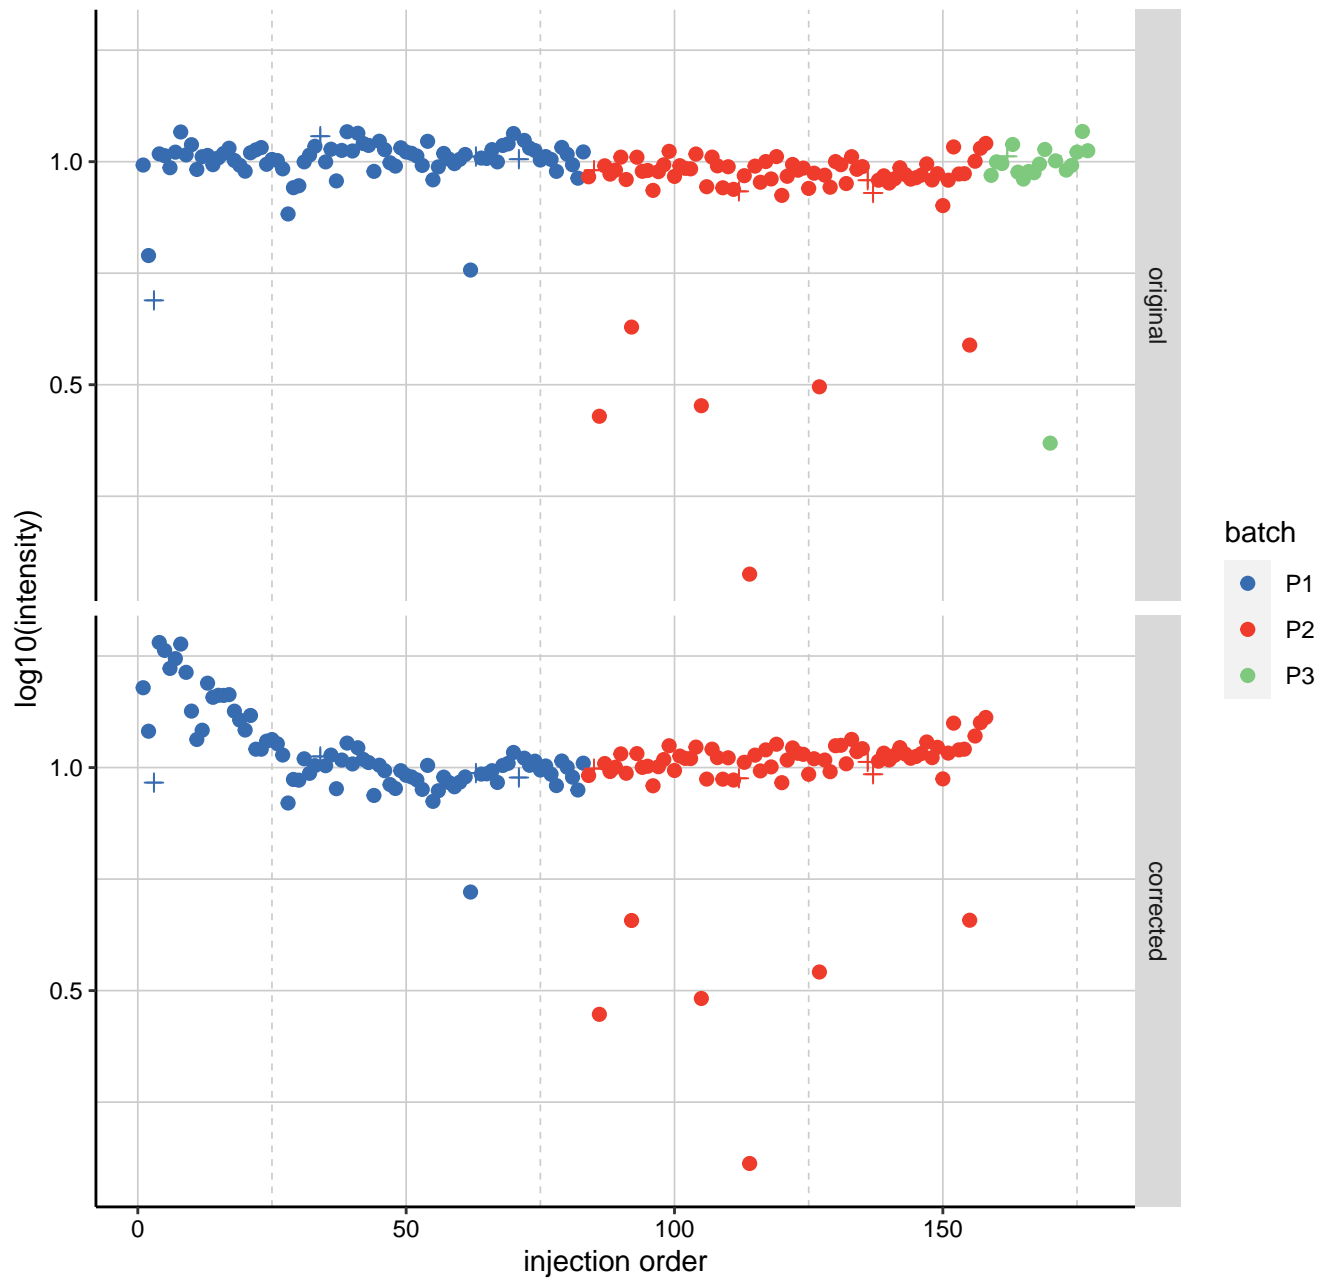 1.0
0.5
original
1.0
0.5
corrected
log10(intensity)
0
50
100
150
injection order
batch
P1
P2
P3